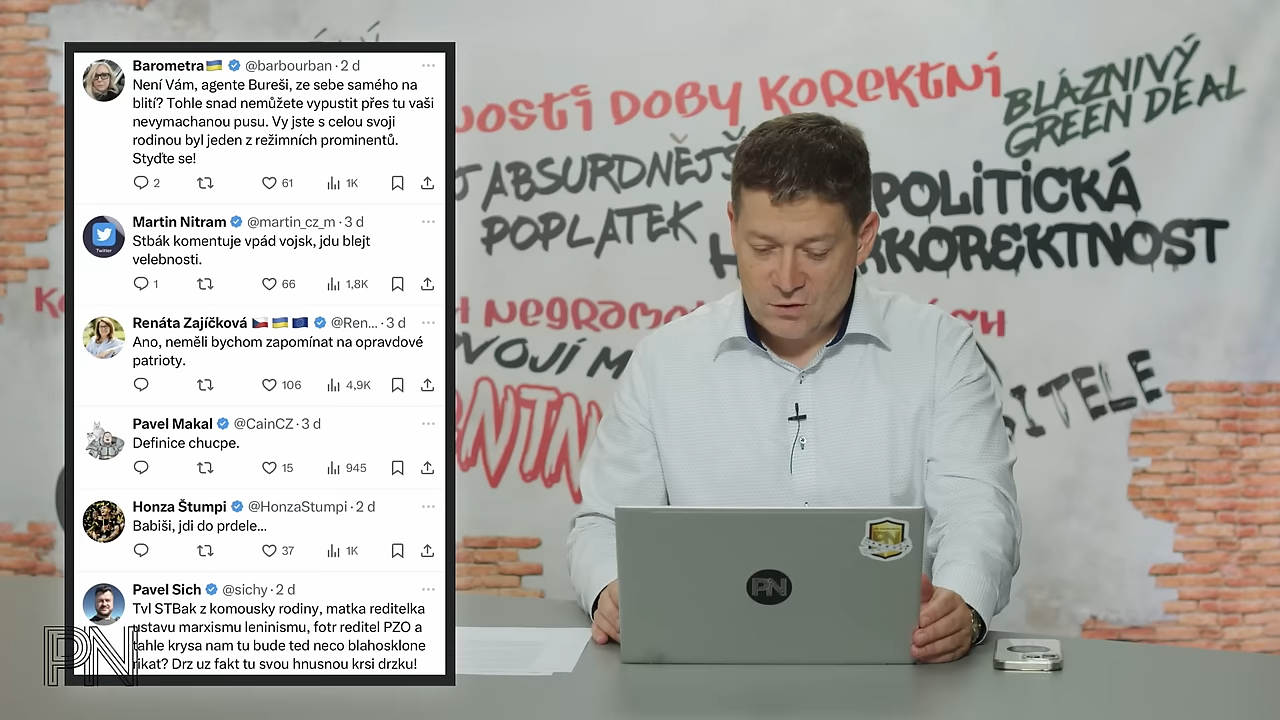 Barometra @barbourban · 2 d
Není Vám, agente Bureši, ze sebe samého na
blití? Tohle snad nemůžete vypustit přes tu vaši
nevymachanou pusu. Vy jste s celou svoji
rodinou byl jeden z režimních prominentů.
Styďte se!
2 61 1K
Martin Nitram @martin_cz_m · 3 d
Stbák komentuje vpád vojsk, jdu blejt
velebnosti.
1 66 1,8K
Renáta Zajíčková @Ren... · 3 d
Ano, neměli bychom zapomínat na opravdové
patrioty.
106 4,9K
Pavel Makal @CainCZ · 3 d
Definice chucpe.
15 945
Honza Štumpi @HonzaStumpi · 2 d
Babiši, jdi do prdele...
37 1K
Pavel Sich @sichy · 2 d
Tvl STBak z komousky rodiny, matka reditelka
ustavu marxismu leninismu, fotr reditel PZO a
tahle krysa nam tu bude ted neco blahosklone
rikat? Drz uz fakt tu svou hnusnou krsi drzku!
PN
DOBY KOREKTNÍ
BLÁZNIVÝ
GREEN DEAL
ABSURDNĚJŠ
POPLATEK
POLITICKÁ
KOREKTNOST
PN
PN